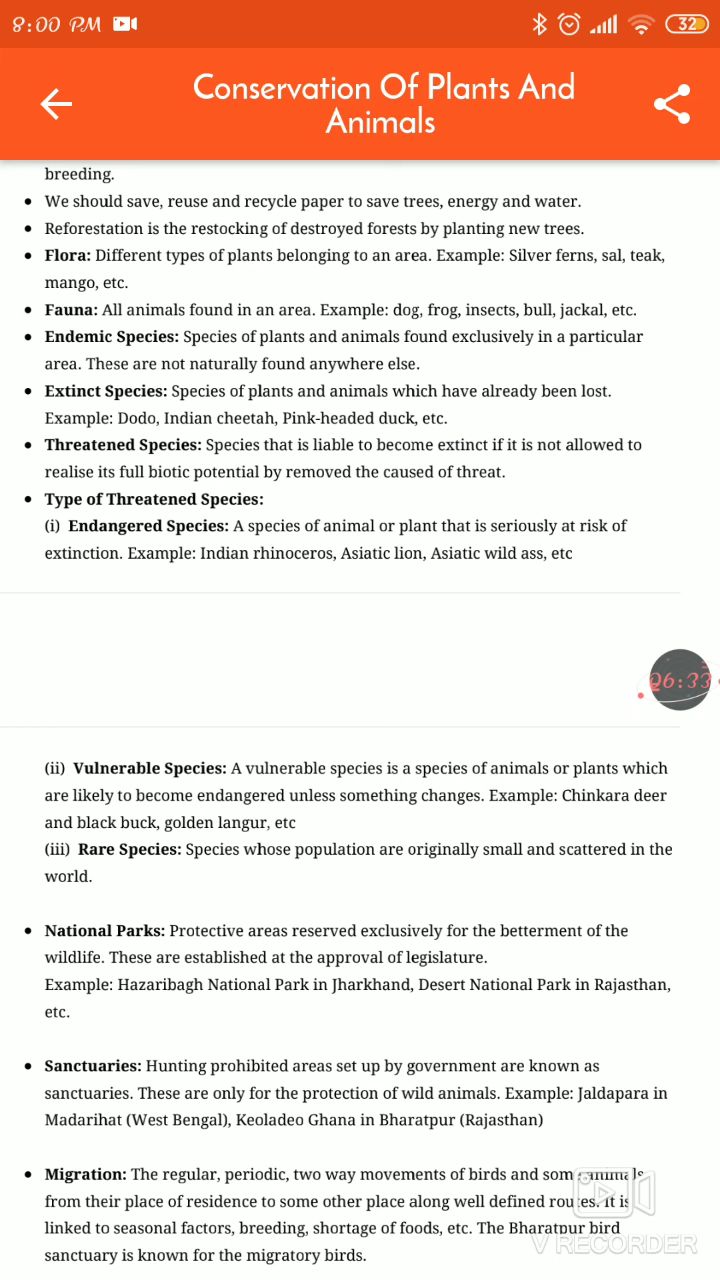 8:00 PM
32
Conservation Of Plants And
Animals
breeding.
• We should save, reuse and recycle paper to save trees, energy and water.
• Reforestation is the restocking of destroyed forests by planting new trees.
• Flora: Different types of plants belonging to an area. Example: Silver ferns, sal, teak,
mango, etc.
• Fauna: All animals found in an area. Example: dog, frog, insects, bull, jackal, etc.
• Endemic Species: Species of plants and animals found exclusively in a particular
area. These are not naturally found anywhere else.
• Extinct Species: Species of plants and animals which have already been lost.
Example: Dodo, Indian cheetah, Pink-headed duck, etc.
• Threatened Species: Species that is liable to become extinct if it is not allowed to
realise its full biotic potential by removed the caused of threat.
• Type of Threatened Species:
(i) Endangered Species: A species of animal or plant that is seriously at risk of
extinction. Example: Indian rhinoceros, Asiatic lion, Asiatic wild ass, etc
06:33
(ii) Vulnerable Species: A vulnerable species is a species of animals or plants which
are likely to become endangered unless something changes. Example: Chinkara deer
and black buck, golden langur, etc
(iii) Rare Species: Species whose population are originally small and scattered in the
world.
• National Parks: Protective areas reserved exclusively for the betterment of the
wildlife. These are established at the approval of legislature.
Example: Hazaribagh National Park in Jharkhand, Desert National Park in Rajasthan,
etc.
• Sanctuaries: Hunting prohibited areas set up by government are known as
sanctuaries. These are only for the protection of wild animals. Example: Jaldapara in
Madarihat (West Bengal), Keoladeo Ghana in Bharatpur (Rajasthan)
• Migration: The regular, periodic, two way movements of birds and some animals
from their place of residence to some other place along well defined routes. It is
linked to seasonal factors, breeding, shortage of foods, etc. The Bharatpur bird
sanctuary is known for the migratory birds.
V RECORDER